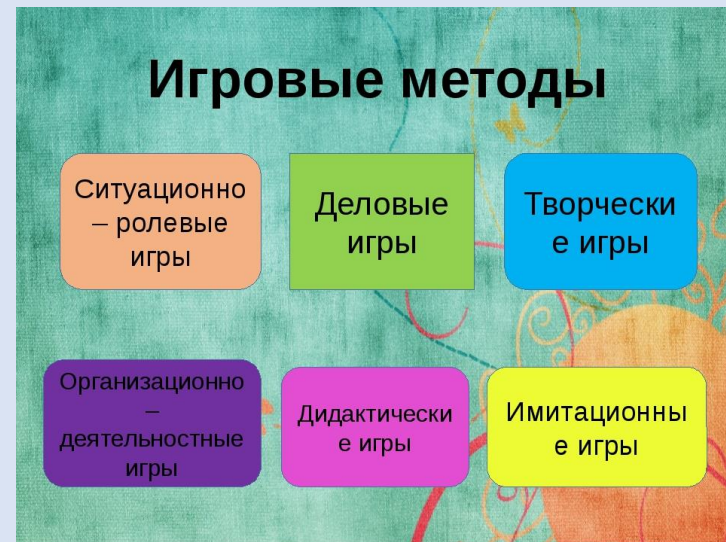 Игровые методы
Ситуационно
– ролевые
игры
Деловые
игры
Творчески
е игры
Организационно
–
деятельностные
игры
Дидактически
е игры
Имитационны
е игры